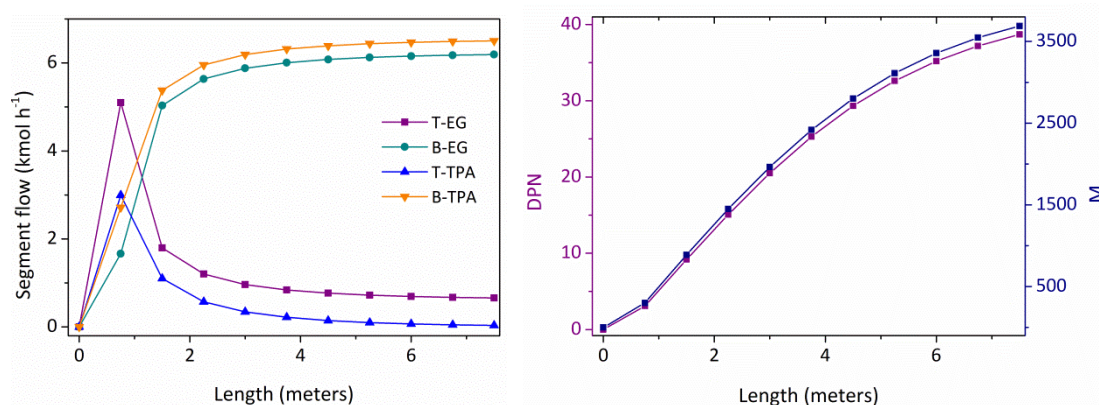 6
4
2
0
Segment flow (kmol h⁻¹)
T-EG
B-EG
T-TPA
B-TPA
0 2 4 6
Length (meters)
40
30
20
10
0
DPN
3500
2500
1500
500
M
0 2 4 6
Length (meters)